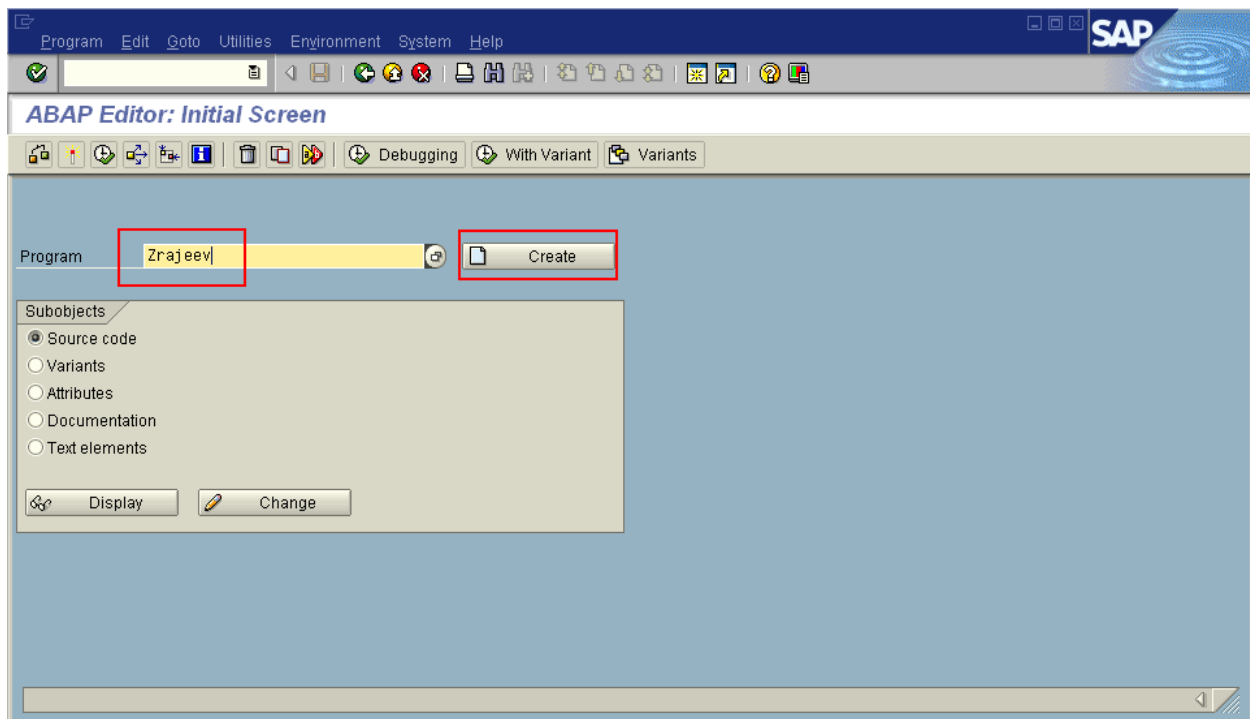 Program Edit Goto Utilities Environment System Help
SAP
ABAP Editor: Initial Screen
Debugging With Variant Variants
Program Zrajeev Create
Subobjects
Source code
Variants
Attributes
Documentation
Text elements
Display Change